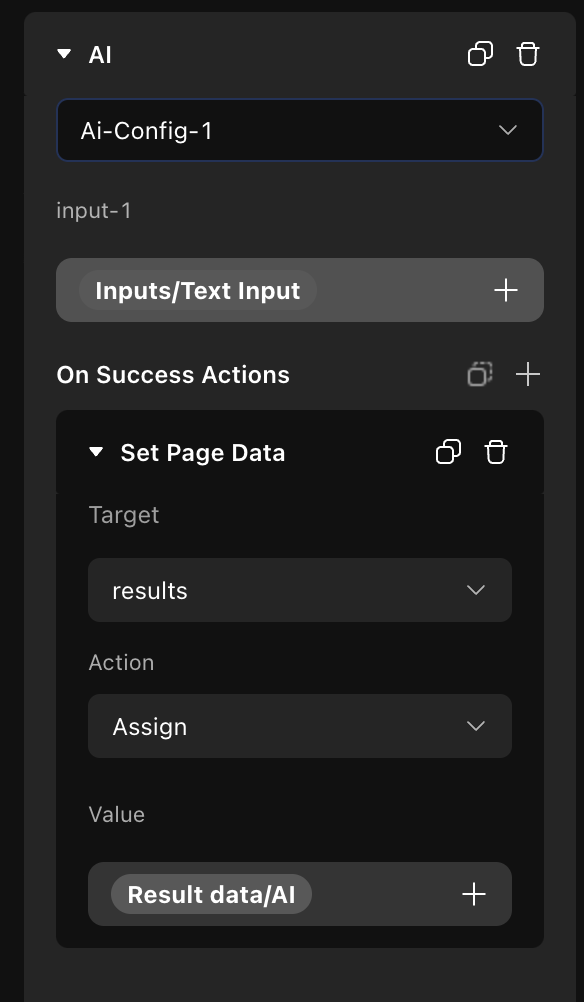 AI
Ai-Config-1
input-1
Inputs/Text Input
On Success Actions
Set Page Data
Target
results
Action
Assign
Value
Result data/AI